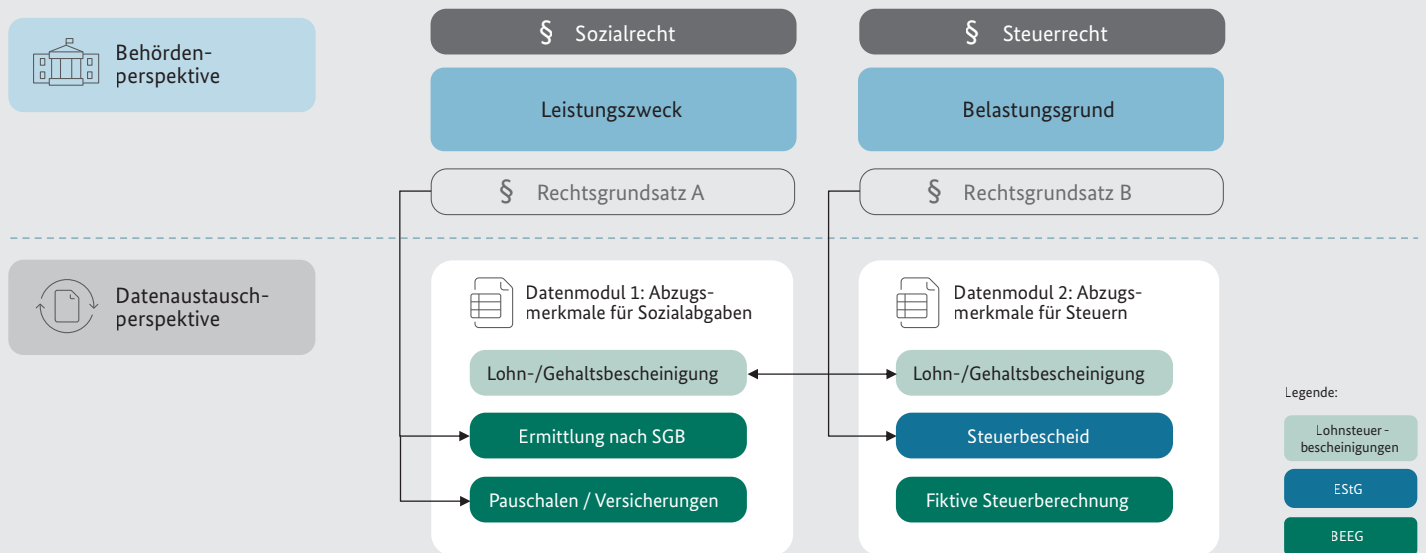 Behörden-
perspektive
§ Sozialrecht
§ Steuerrecht
Leistungszweck
Belastungsgrund
§ Rechtsgrundsatz A
§ Rechtsgrundsatz B
Datenaustausch-
perspektive
Datenmodul 1: Abzugs-
merkmale für Sozialabgaben
Lohn-/Gehaltsbescheinigung
Ermittlung nach SGB
Pauschalen / Versicherungen
Datenmodul 2: Abzugs-
merkmale für Steuern
Lohn-/Gehaltsbescheinigung
Steuerbescheid
Fiktive Steuerberechnung
Legende:
Lohnsteuer-
bescheinigungen
EStG
BEEG